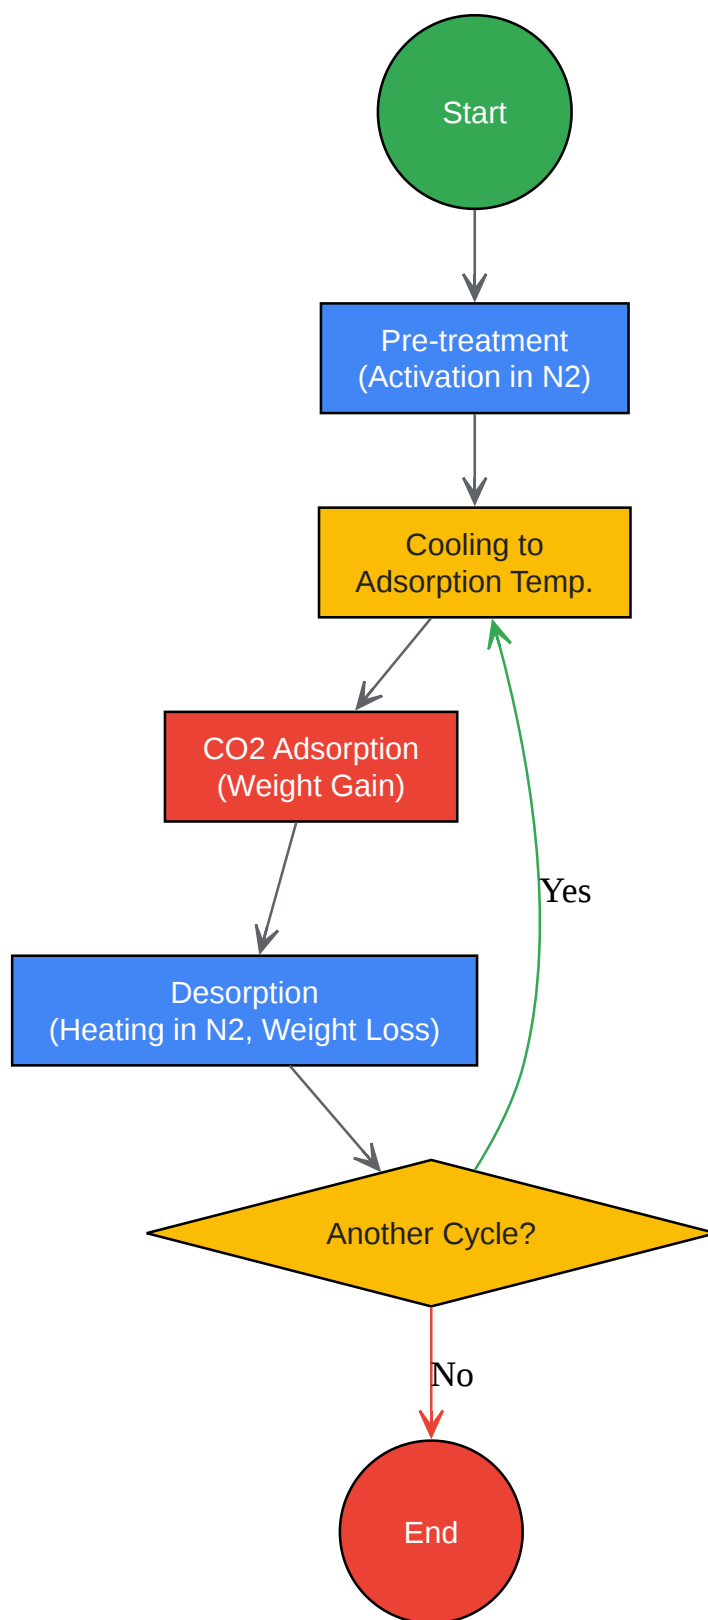 Start
Pre-treatment
(Activation in N2)
Cooling to
Adsorption Temp.
CO2 Adsorption
(Weight Gain)
Yes
Desorption
(Heating in N2, Weight Loss)
Another Cycle?
No
End